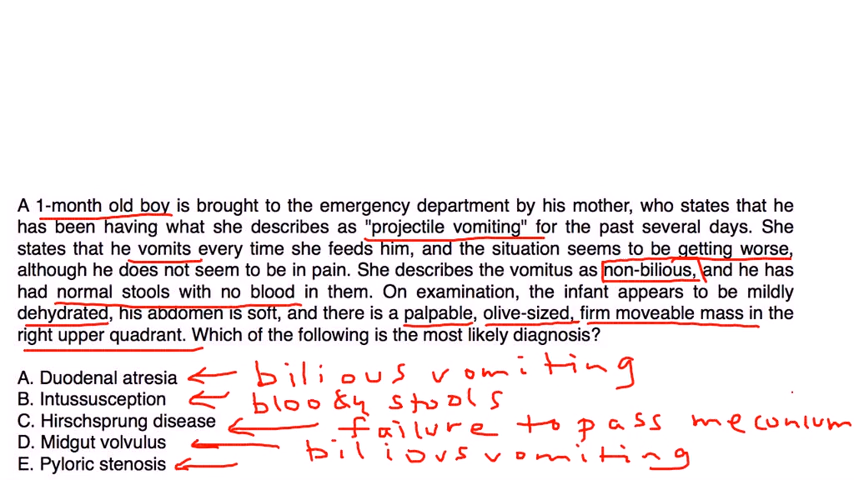 A 1-month old boy is brought to the emergency department by his mother, who states that he
has been having what she describes as "projectile vomiting" for the past several days. She
states that he vomits every time she feeds him, and the situation seems to be getting worse,
although he does not seem to be in pain. She describes the vomitus as non-bilious, and he has
had normal stools with no blood in them. On examination, the infant appears to be mildly
dehydrated, his abdomen is soft, and there is a palpable, olive-sized, firm moveable mass in the
right upper quadrant. Which of the following is the most likely diagnosis?
A. Duodenal atresia bilious vomiting
B. Intussusception bloody stools
C. Hirschsprung disease failure to pass meconium
D. Midgut volvulus bilious vomiting
E. Pyloric stenosis